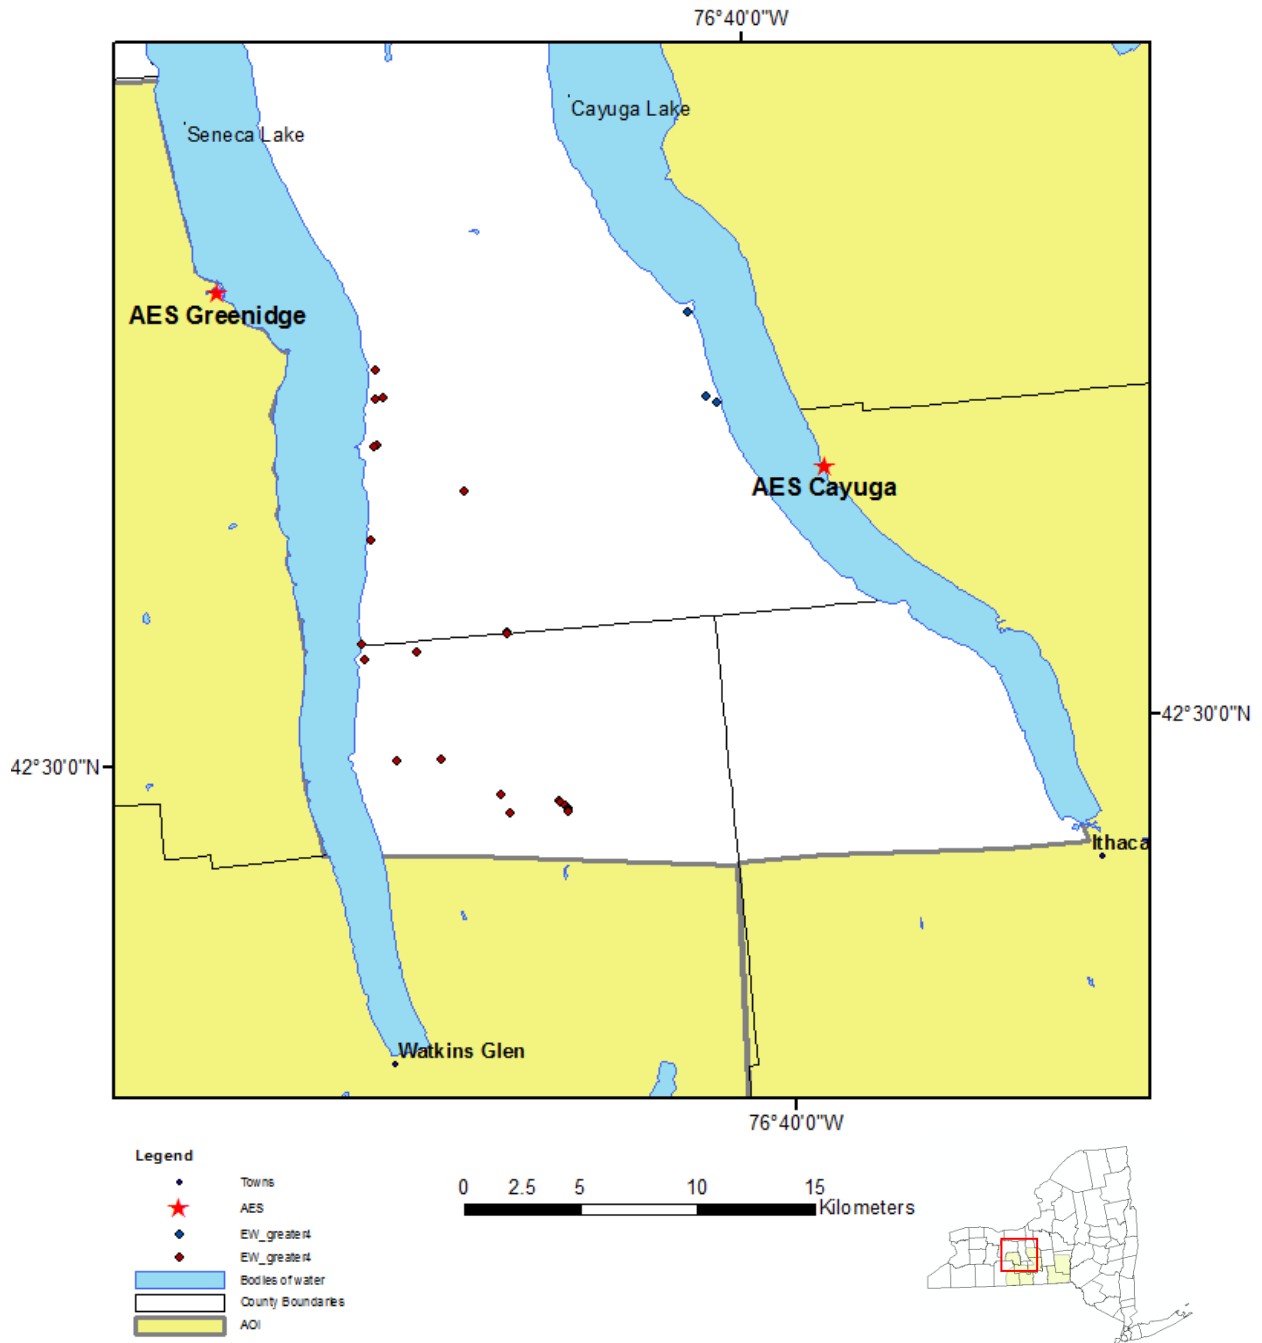 76°40'0"W
Cayuga Lake
Seneca Lake
AES Greenidge
AES Cayuga
42°30'0"N
42°30'0"N
Ithaca
Watkins Glen
76°40'0"W
Legend
Towns
AES
EW_greater4
EW_greater4
Bodies of water
County Boundaries
AOI
0 2.5 5 10 15
Kilometers